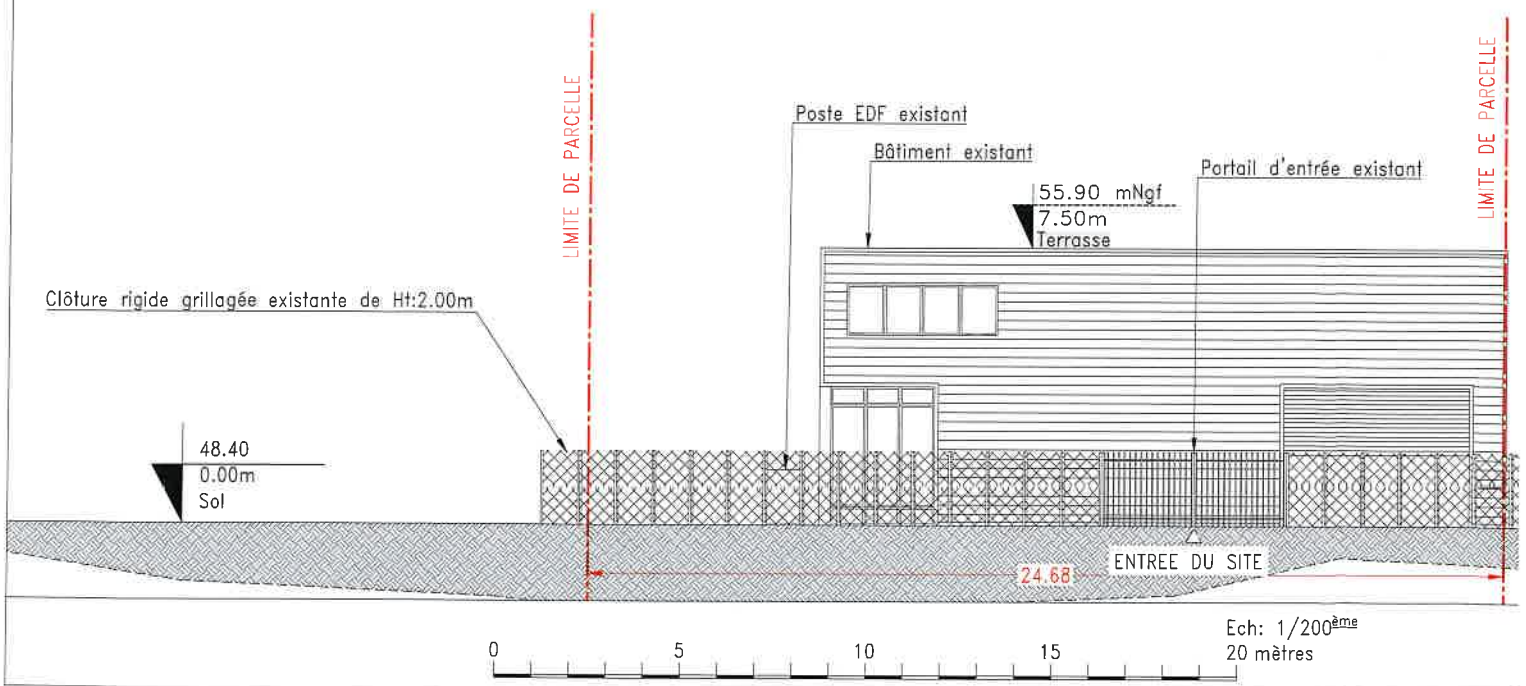 LIMITE DE PARCELLE
LIMITE DE PARCELLE
Poste EDF existant
Bâtiment existant
Portail d'entrée existant
55.90 mNgf
7.50m
Terrasse
Clôture rigide grillagée existante de Ht:2.00m
48.40
0.00m
Sol
ENTREE DU SITE
24.68
Ech: 1/200ème
0 5 10 15 20 mètres